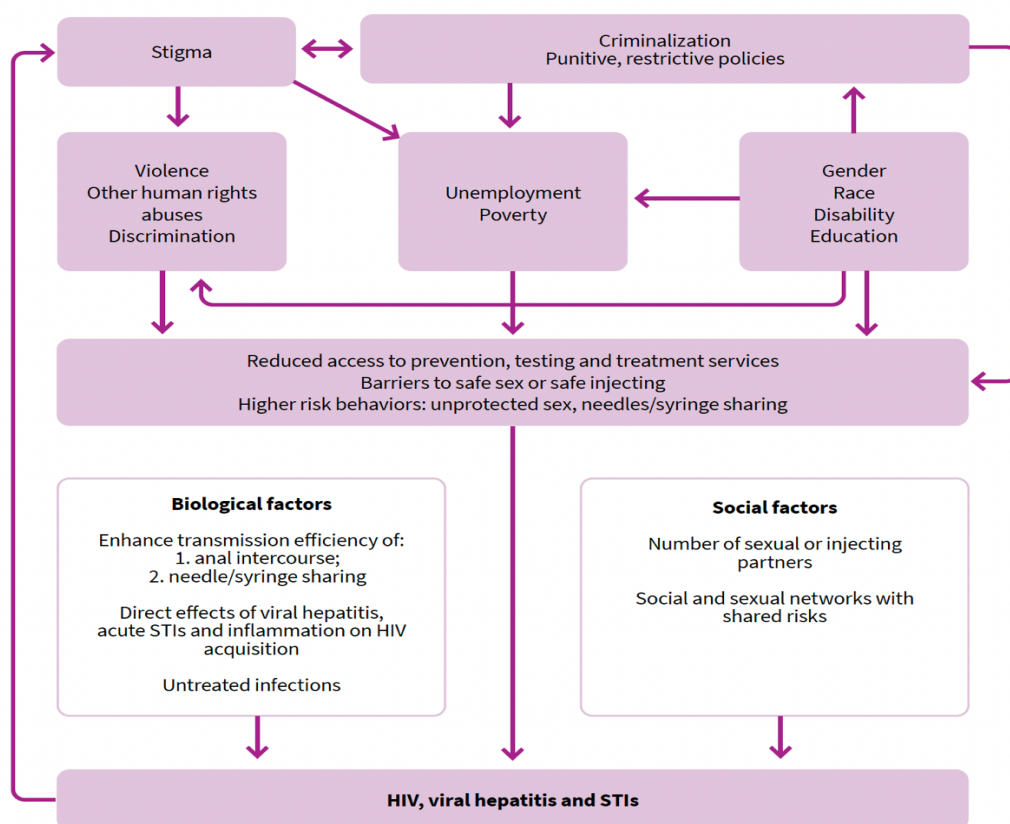 Stigma
Criminalization
Punitive, restrictive policies
Violence
Other human rights
abuses
Discrimination
Unemployment
Poverty
Gender
Race
Disability
Education
Reduced access to prevention, testing and treatment services
Barriers to safe sex or safe injecting
Higher risk behaviors: unprotected sex, needles/syringe sharing
Biological factors
Enhance transmission efficiency of:
1. anal intercourse;
2. needle/syringe sharing
Direct effects of viral hepatitis,
acute STIs and inflammation on HIV
acquisition
Untreated infections
Social factors
Number of sexual or injecting
partners
Social and sexual networks with
shared risks
HIV, viral hepatitis and STIs